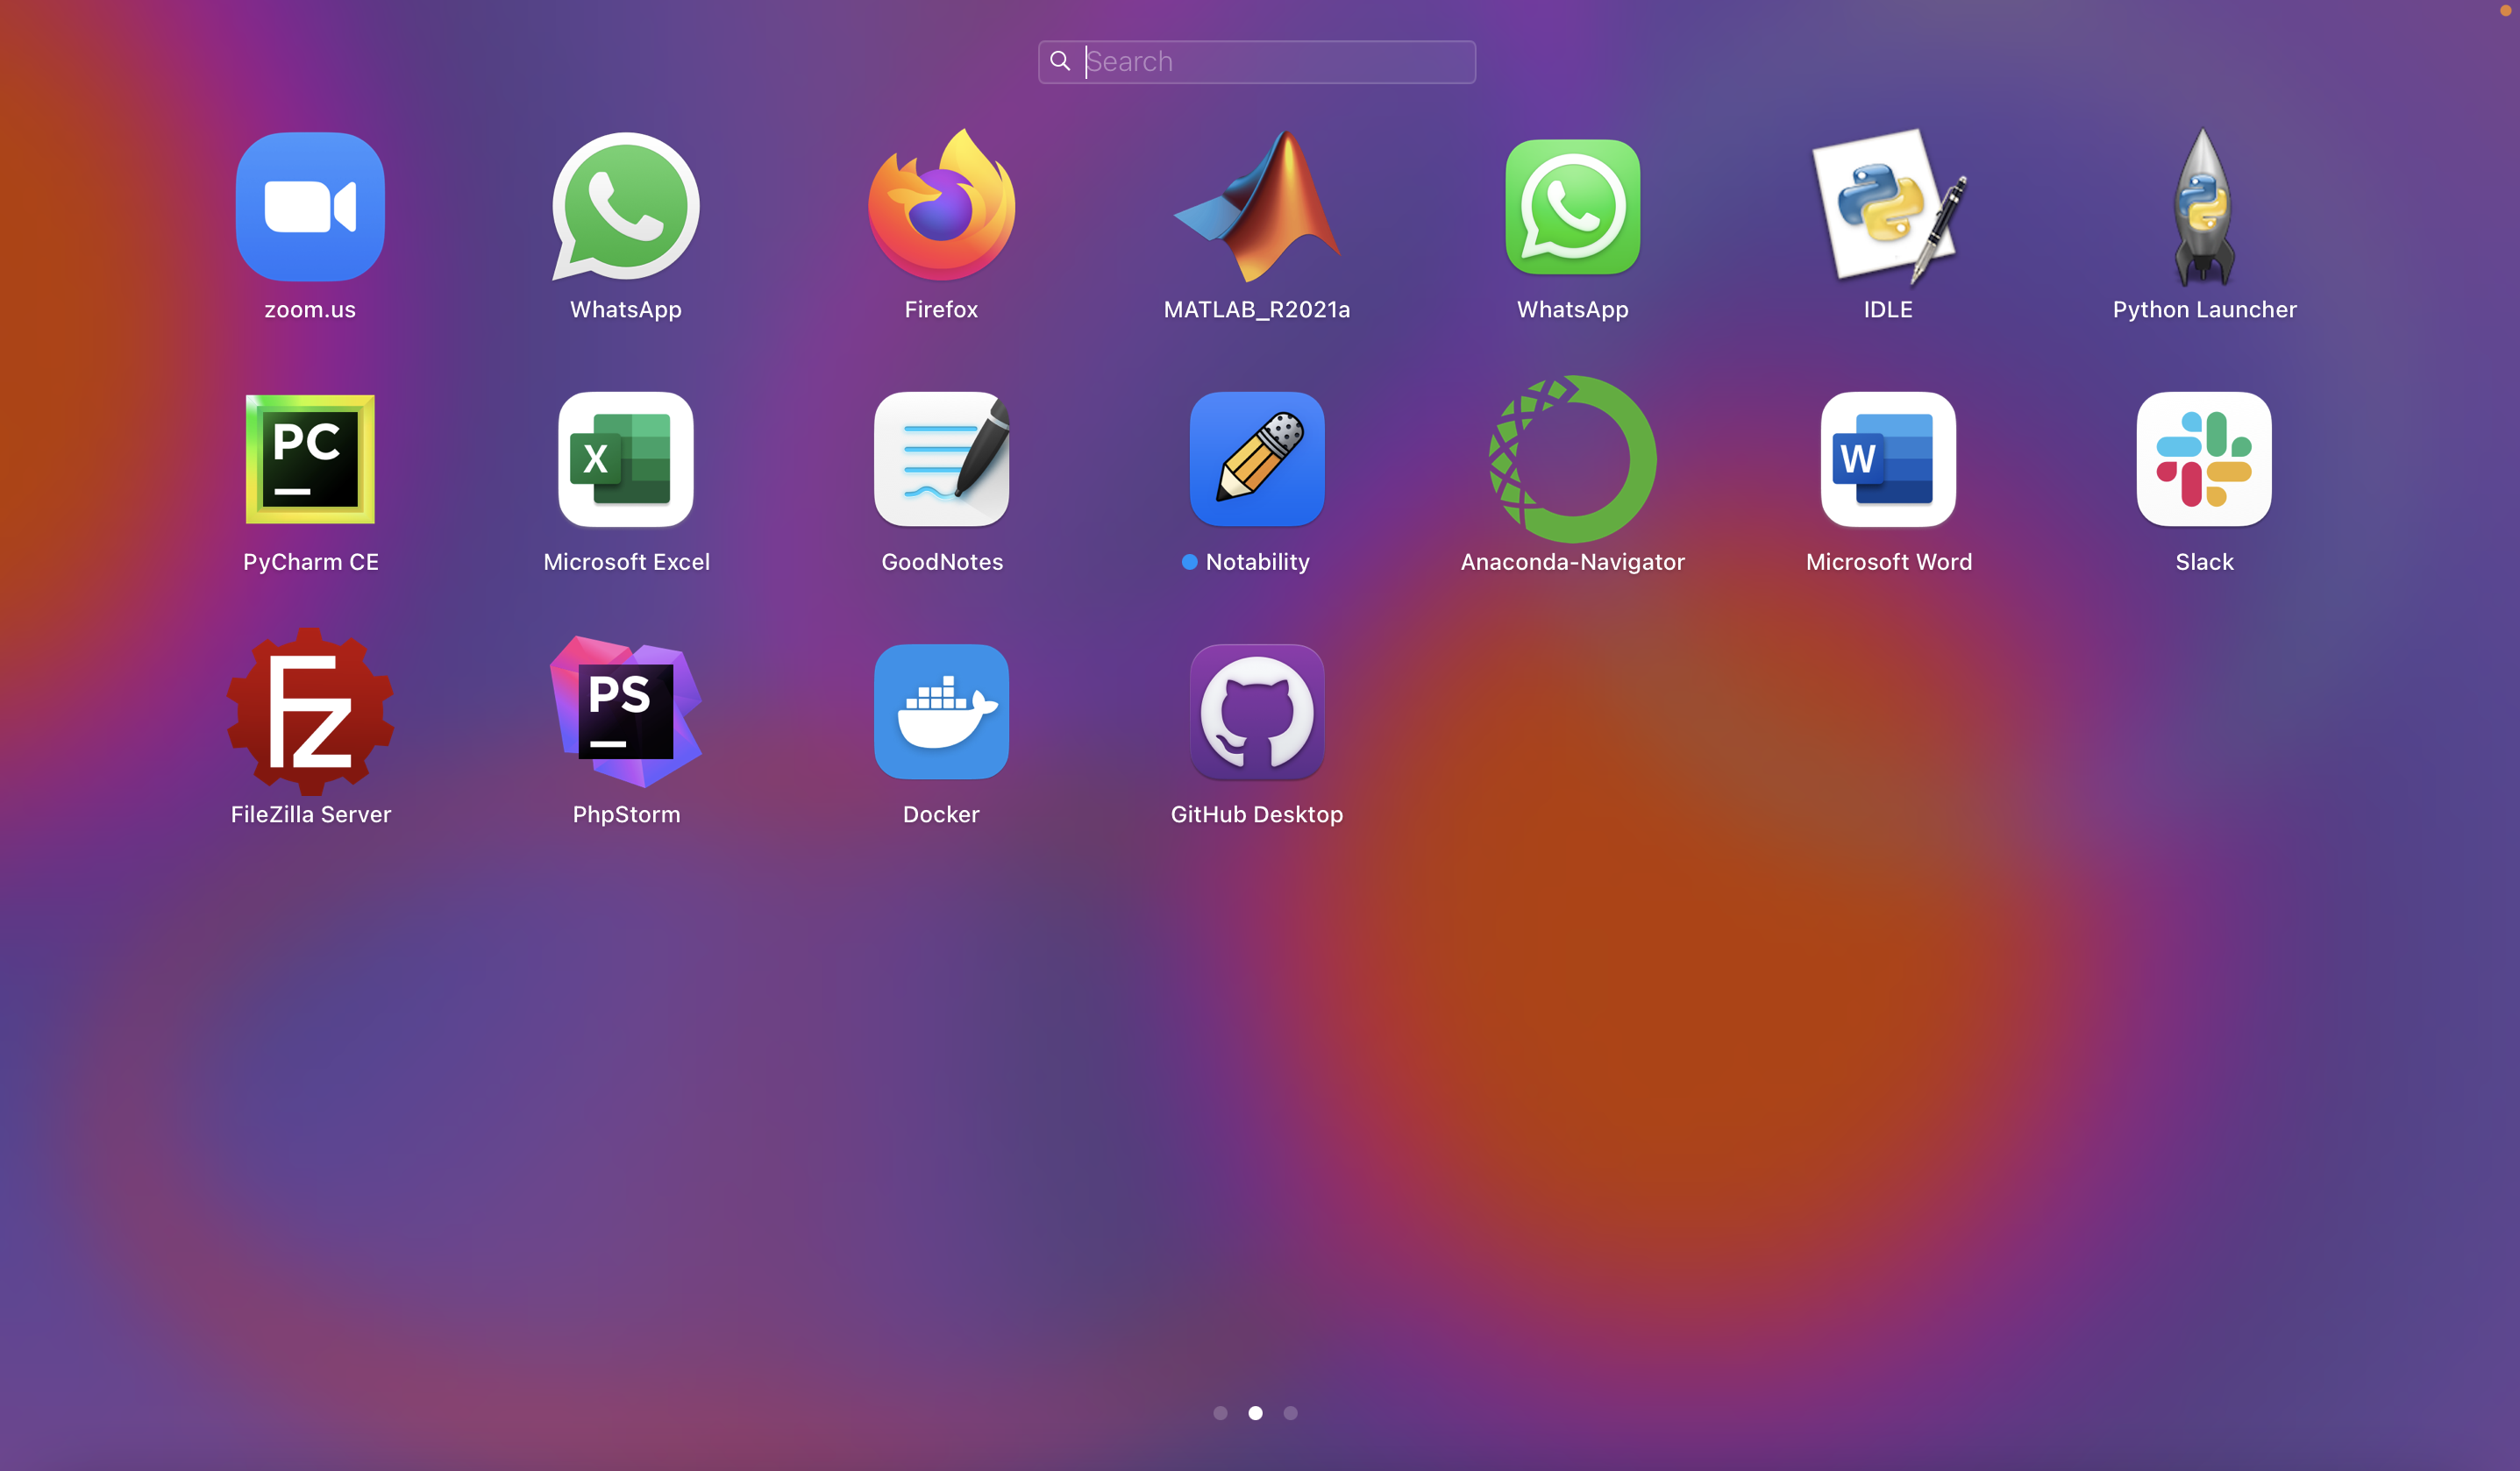 Search
zoom.us
WhatsApp
Firefox
MATLAB_R2021a
WhatsApp
IDLE
Python Launcher
PC
X
W
PyCharm CE
Microsoft Excel
GoodNotes
Notability
Anaconda-Navigator
Microsoft Word
Slack
Fz
PS
FileZilla Server
PhpStorm
Docker
GitHub Desktop